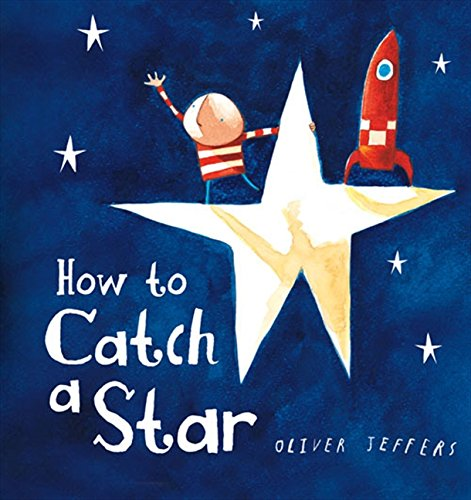 How to
Catch
a Star
OLIVER JEFFERS